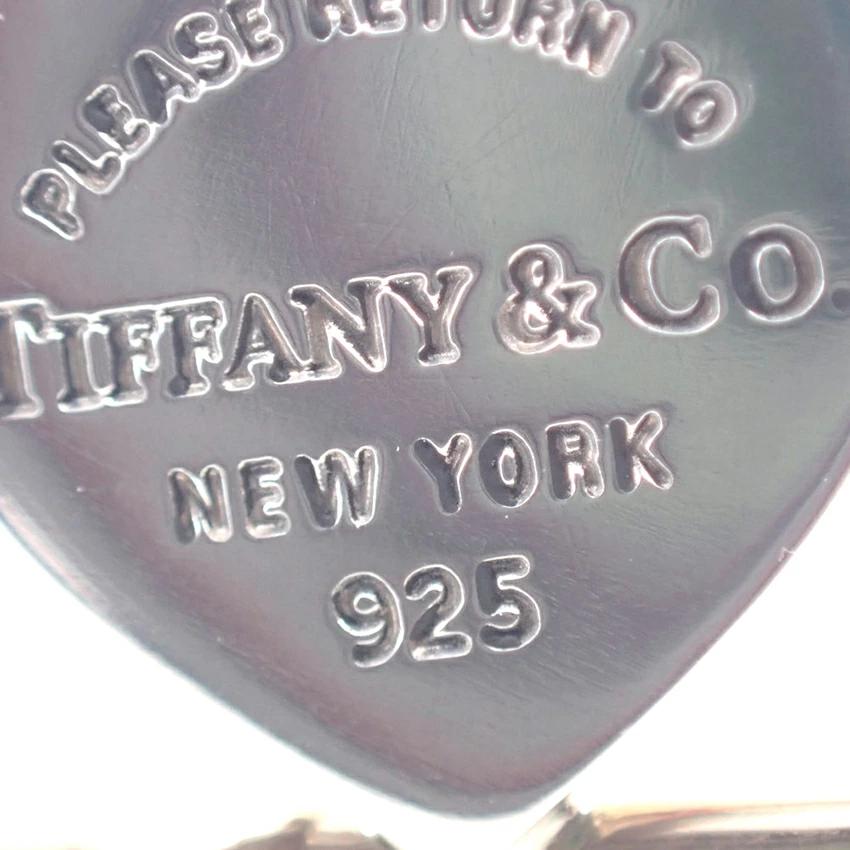 PLEASE RETURN TO
TIFFANY & CO.
NEW YORK
925